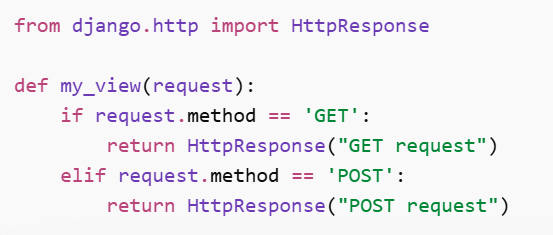 from django.http import HttpResponse

def my_view(request):
    if request.method == 'GET':
        return HttpResponse("GET request")
    elif request.method == 'POST':
        return HttpResponse("POST request")